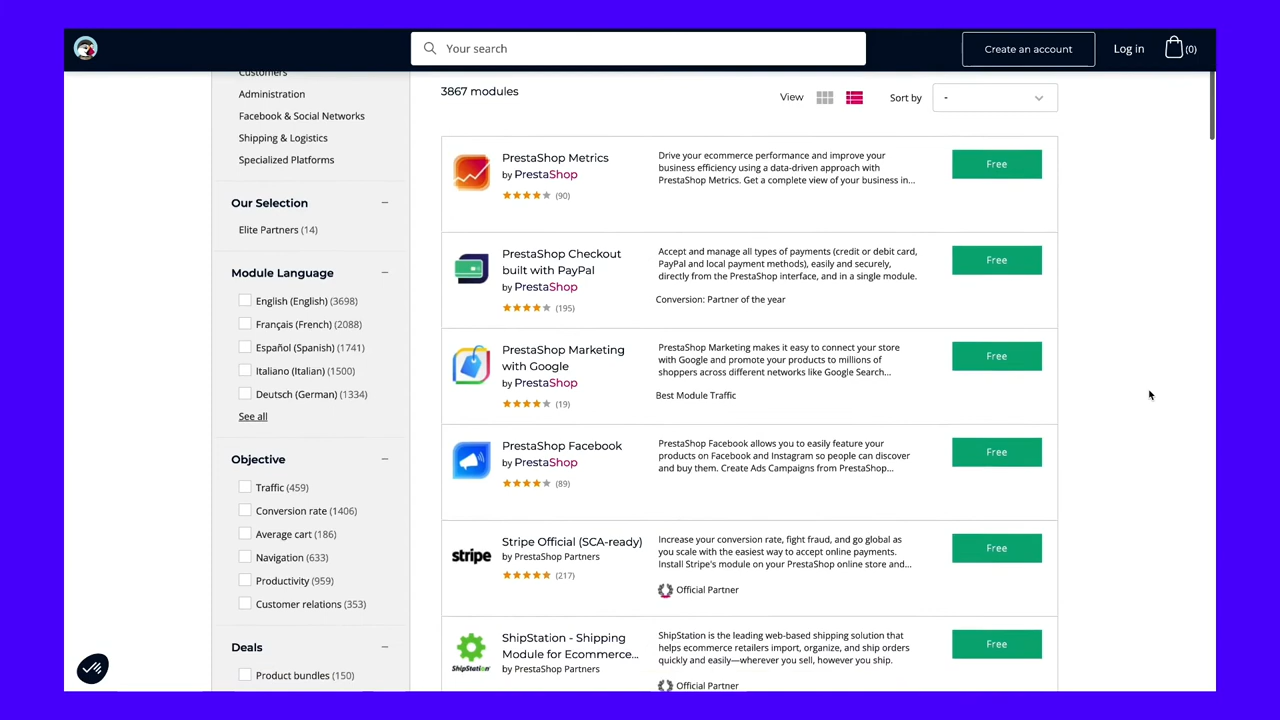 Your search
Create an account
Log in
(0)
Customers
Administration
Facebook & Social Networks
Shipping & Logistics
Specialized Platforms
Our Selection
Elite Partners (14)
Module Language
English (English) (3698)
Français (French) (2088)
Español (Spanish) (1741)
Italiano (Italian) (1500)
Deutsch (German) (1334)
See all
Objective
Traffic (459)
Conversion rate (1406)
Average cart (186)
Navigation (633)
Productivity (959)
Customer relations (353)
Deals
Product bundles (150)
3867 modules
View
Sort by
-
PrestaShop Metrics
by PrestaShop
(90)
Drive your ecommerce performance and improve your
business efficiency using a data-driven approach with
PrestaShop Metrics. Get a complete view of your business in...
Free
PrestaShop Checkout
built with PayPal
by PrestaShop
(195)
Accept and manage all types of payments (credit or debit card,
PayPal and local payment methods), easily and securely,
directly from the PrestaShop interface, and in a single module.
Conversion: Partner of the year
Free
PrestaShop Marketing
with Google
by PrestaShop
(19)
PrestaShop Marketing makes it easy to connect your store
with Google and promote your products to millions of
shoppers across different networks like Google Search...
Best Module Traffic
Free
PrestaShop Facebook
by PrestaShop
(89)
PrestaShop Facebook allows you to easily feature your
products on Facebook and Instagram so people can discover
and buy them. Create Ads Campaigns from PrestaShop...
Free
stripe
Stripe Official (SCA-ready)
by PrestaShop Partners
(217)
Increase your conversion rate, fight fraud, and go global as
you scale with the easiest way to accept online payments.
Install Stripe's module on your PrestaShop online store and...
Official Partner
Free
ShipStation
ShipStation - Shipping
Module for Ecommerce...
by PrestaShop Partners
ShipStation is the leading web-based shipping solution that
helps ecommerce retailers import, organize, and ship orders
quickly and easily—wherever you sell, however you ship.
Official Partner
Free